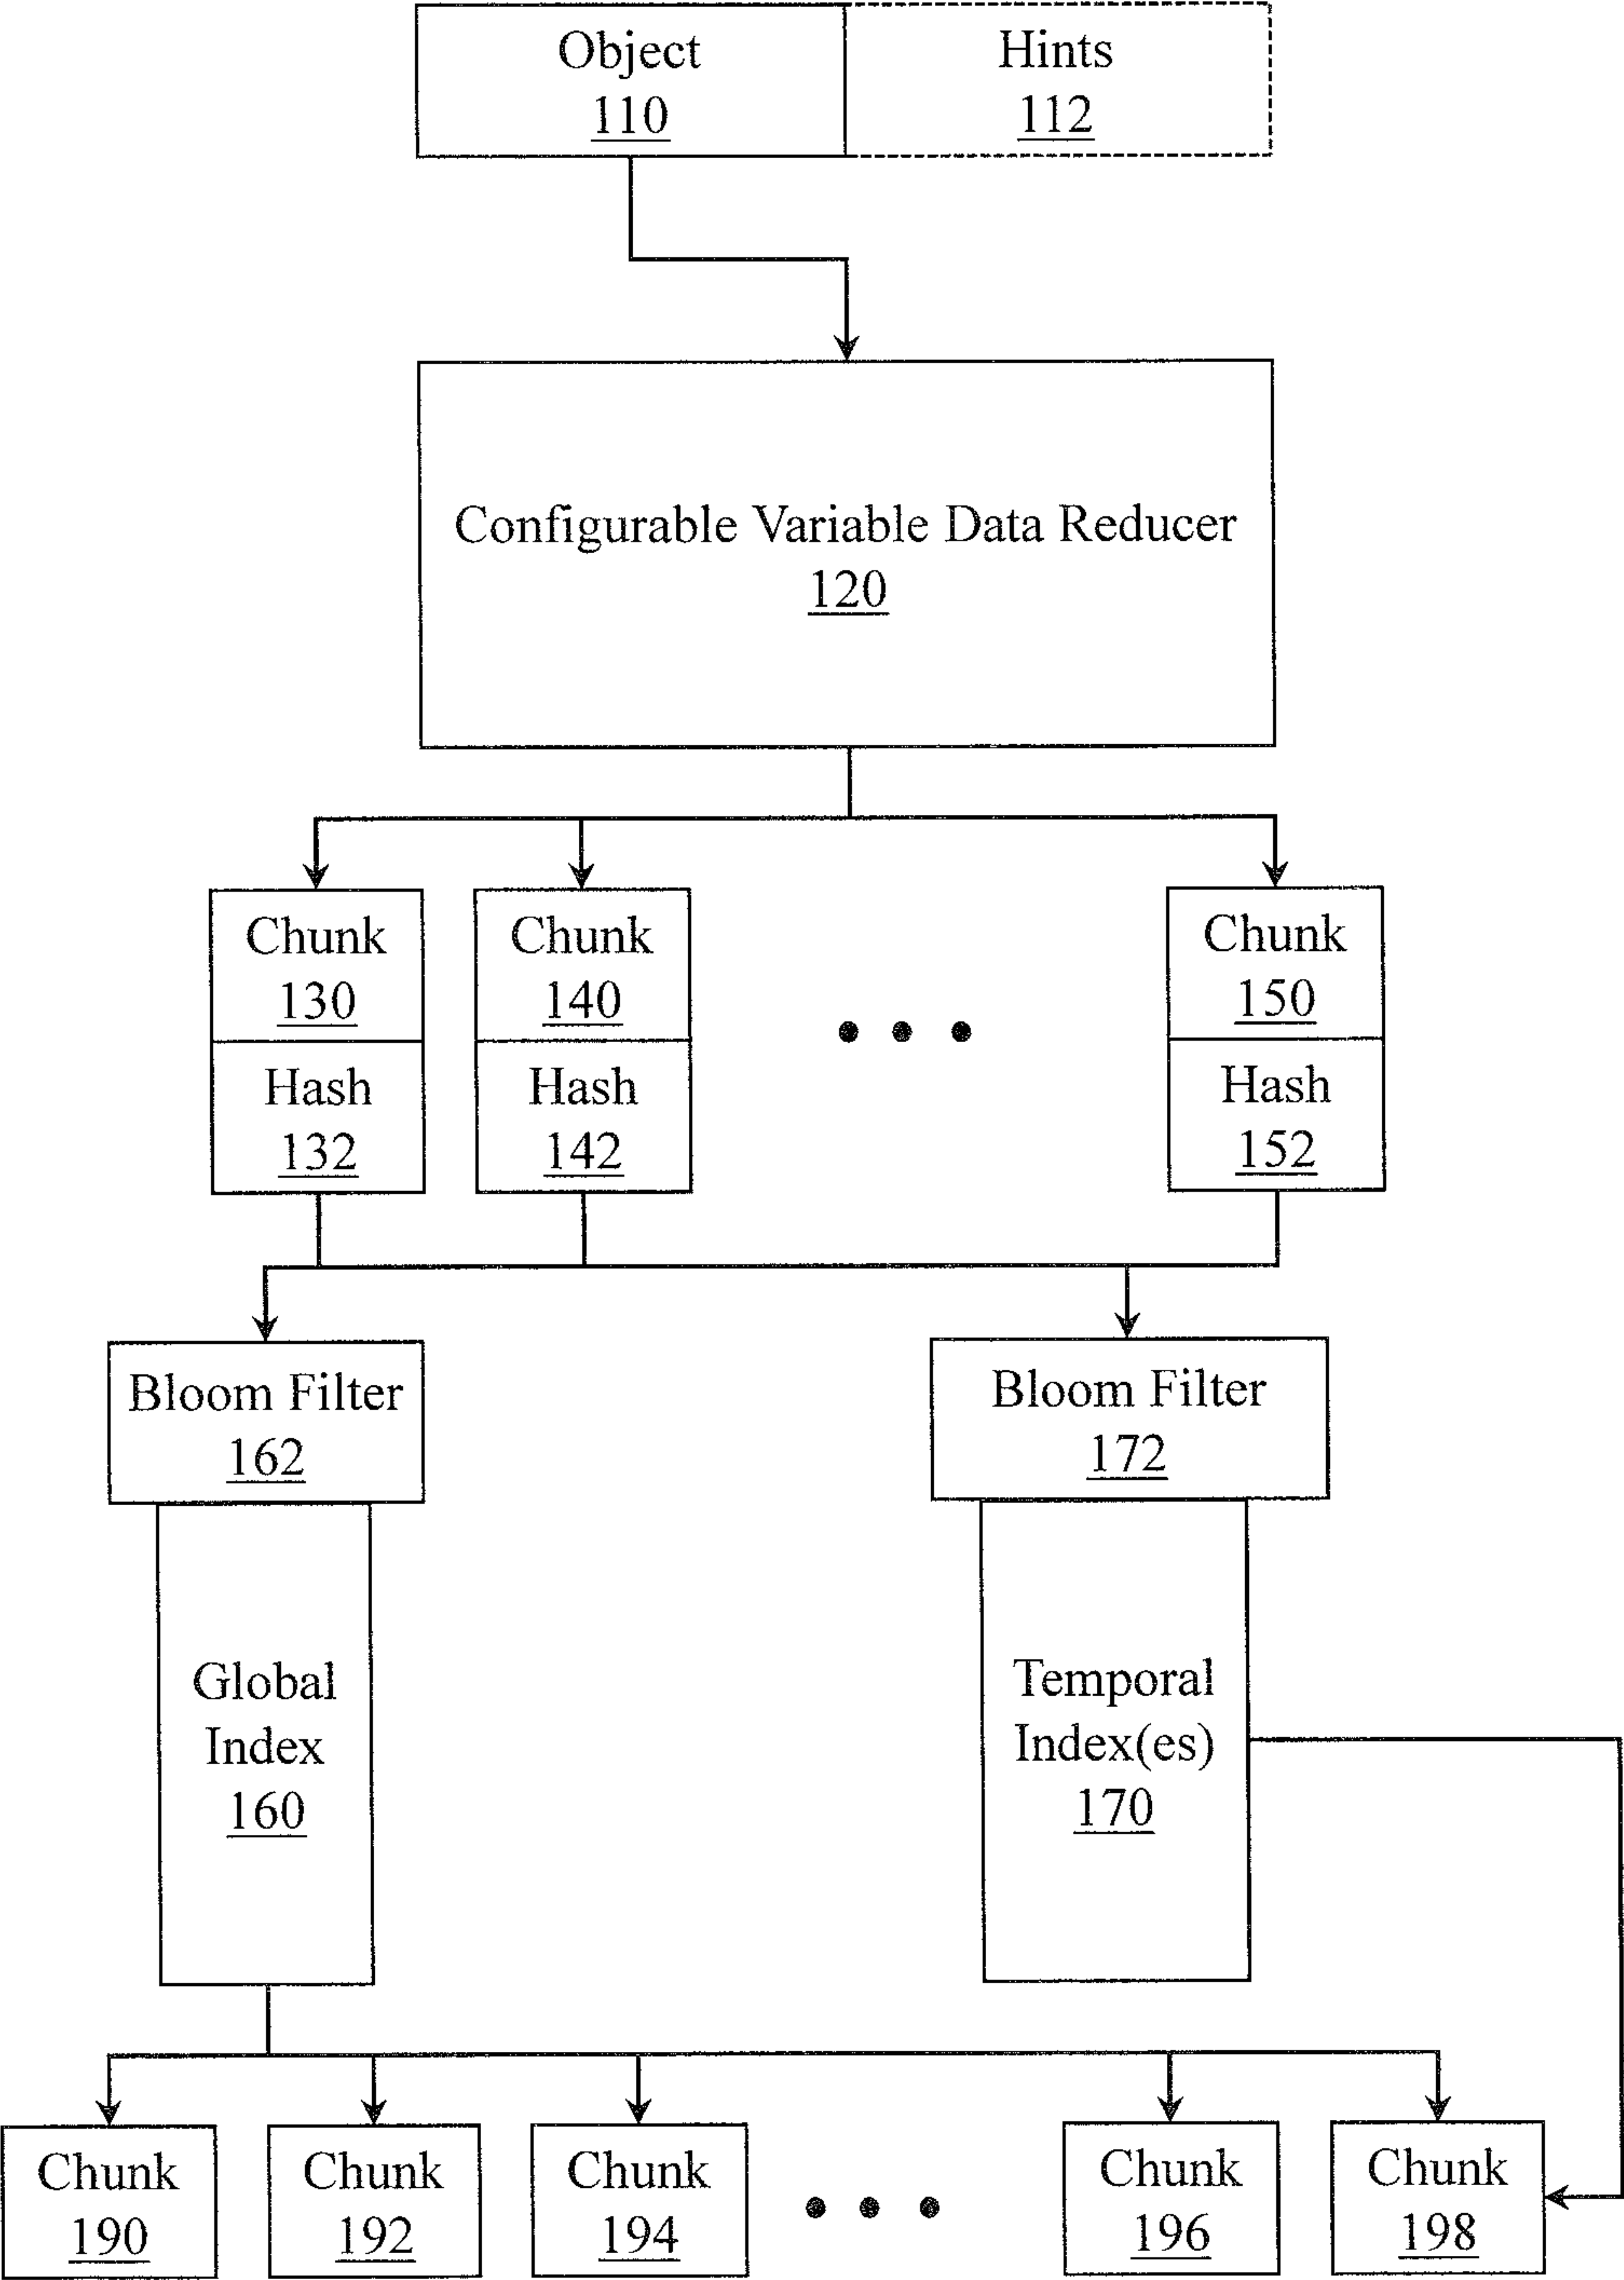 Object
110
Hints
112
Configurable Variable Data Reducer
120
Chunk
130
Hash
132
Chunk
140
Hash
142
Chunk
150
Hash
152
Bloom Filter
162
Bloom Filter
172
Global
Index
160
Temporal
Index(es)
170
Chunk
190
Chunk
192
Chunk
194
Chunk
196
Chunk
198